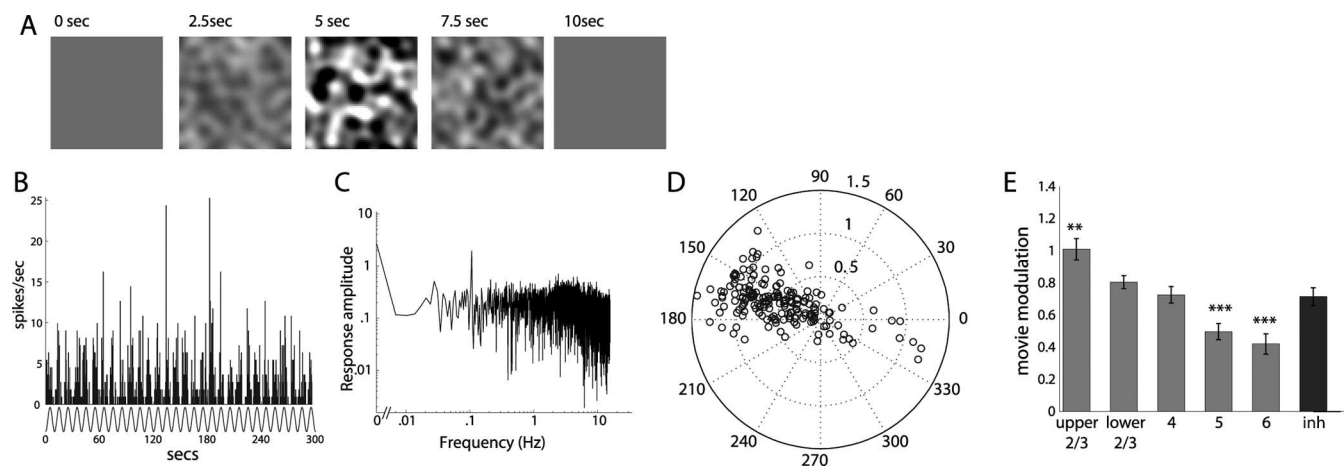 A
0 sec
2.5sec
5 sec
7.5 sec
10sec
B
spikes/sec
25
20
15
10
5
0
0 60 120 180 240 300
secs
C
Response amplitude
10
1
.1
.01
0 .01 .1 1 10
Frequency (Hz)
D
90
1.5
120 60
1
150 30
0.5
180 0
210 330
240 300
270
E
movie modulation
1.4
1.2
1
0.8
0.6
0.4
0.2
0
**
***
***
upper lower 4 5 6 inh
2/3 2/3